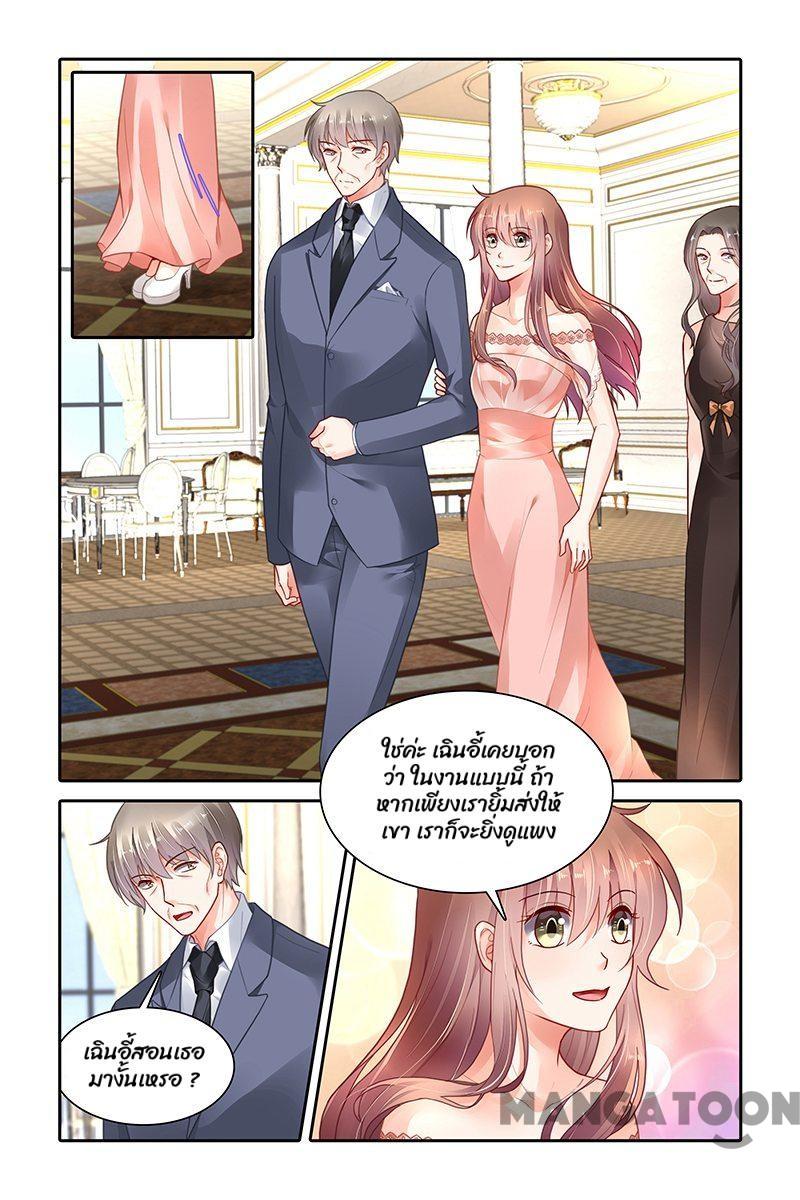 ใช่ค่ะ เฉินอี้เคยบอก
ว่า ในงานแบบนี้ ถ้า
หากเพียงเรายิ้มส่งให้
เขา เราก็จะยิ่งดูแพง
เฉินอี้สอนเธอ
มางั้นเหรอ ?
MANGATOON